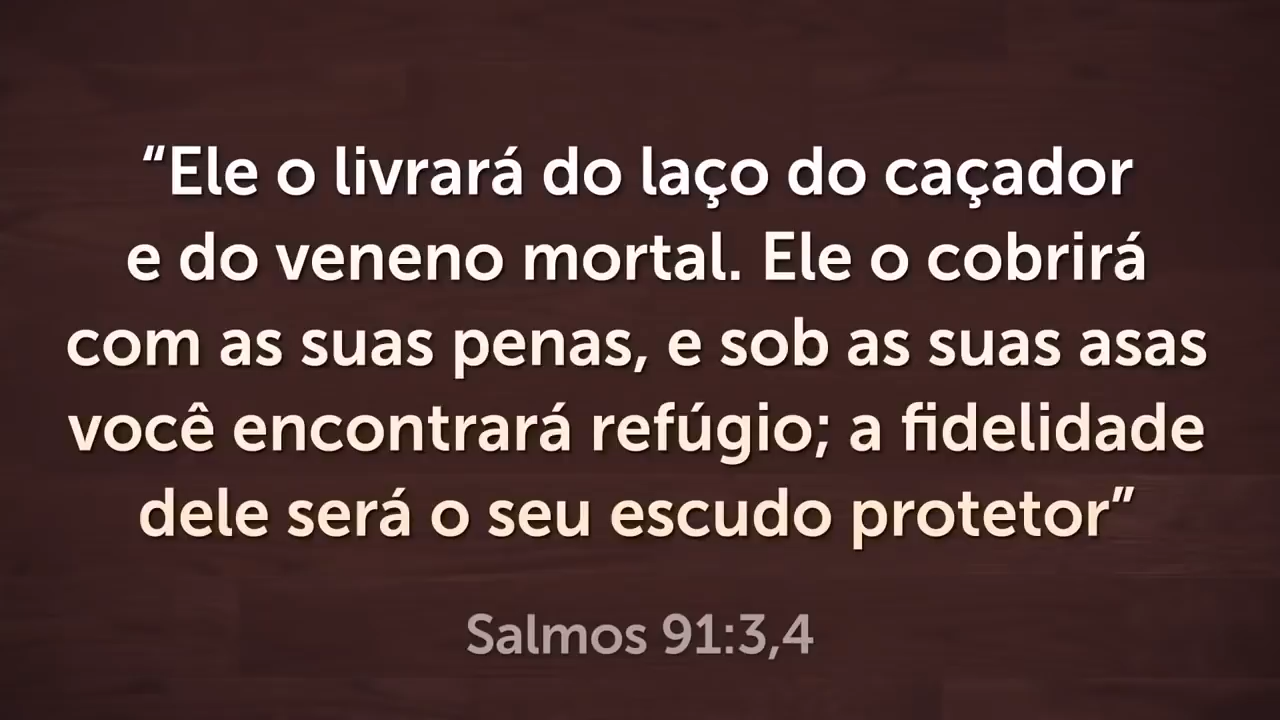 “Ele o livrará do laço do caçador
e do veneno mortal. Ele o cobrirá
com as suas penas, e sob as suas asas
você encontrará refúgio; a fidelidade
dele será o seu escudo protetor”
Salmos 91:3,4